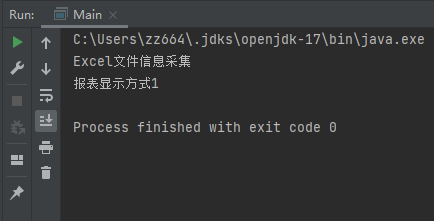 Run: Main
C:\Users\zz664\.jdks\openjdk-17\bin\java.exe
Excel文件信息采集
报表显示方式1
Process finished with exit code 0